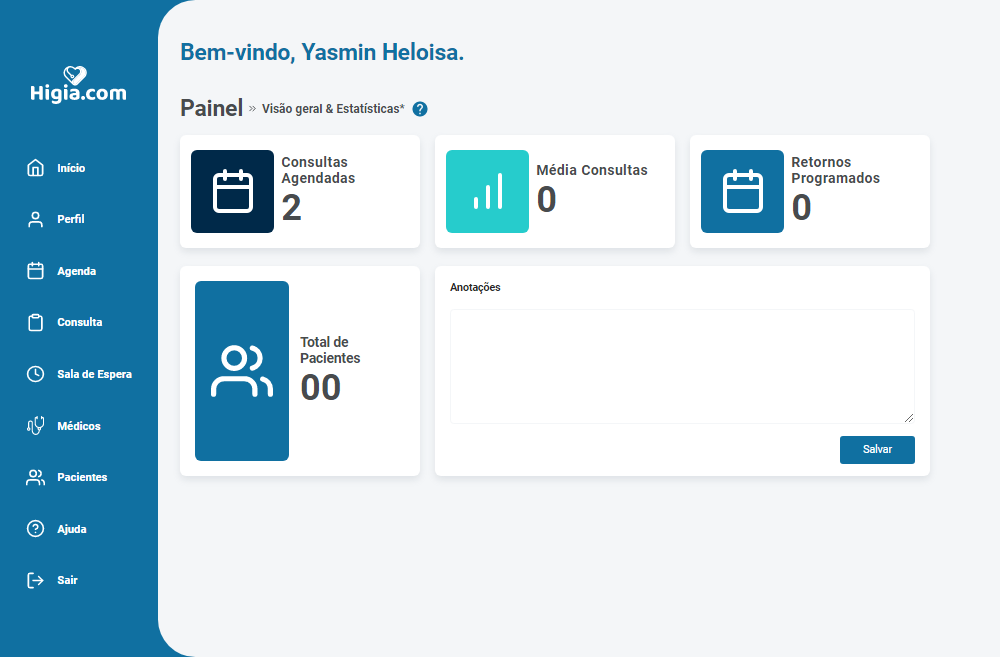 Higia.com
Início
Perfil
Agenda
Consulta
Sala de Espera
Médicos
Pacientes
Ajuda
Sair
Bem-vindo, Yasmin Heloisa.
Painel » Visão geral & Estatísticas* ?
Consultas
Agendadas
2
Média Consultas
0
Retornos
Programados
0
Total de
Pacientes
00
Anotações
Salvar